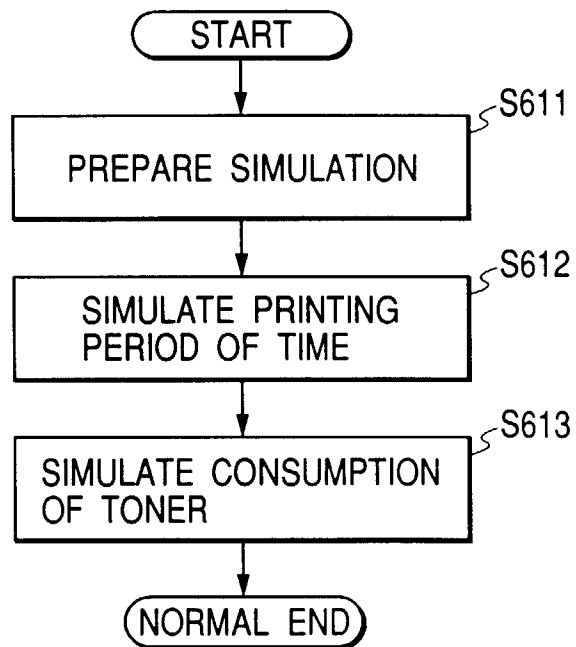 START
S611
PREPARE SIMULATION
S612
SIMULATE PRINTING
PERIOD OF TIME
S613
SIMULATE CONSUMPTION
OF TONER
NORMAL END